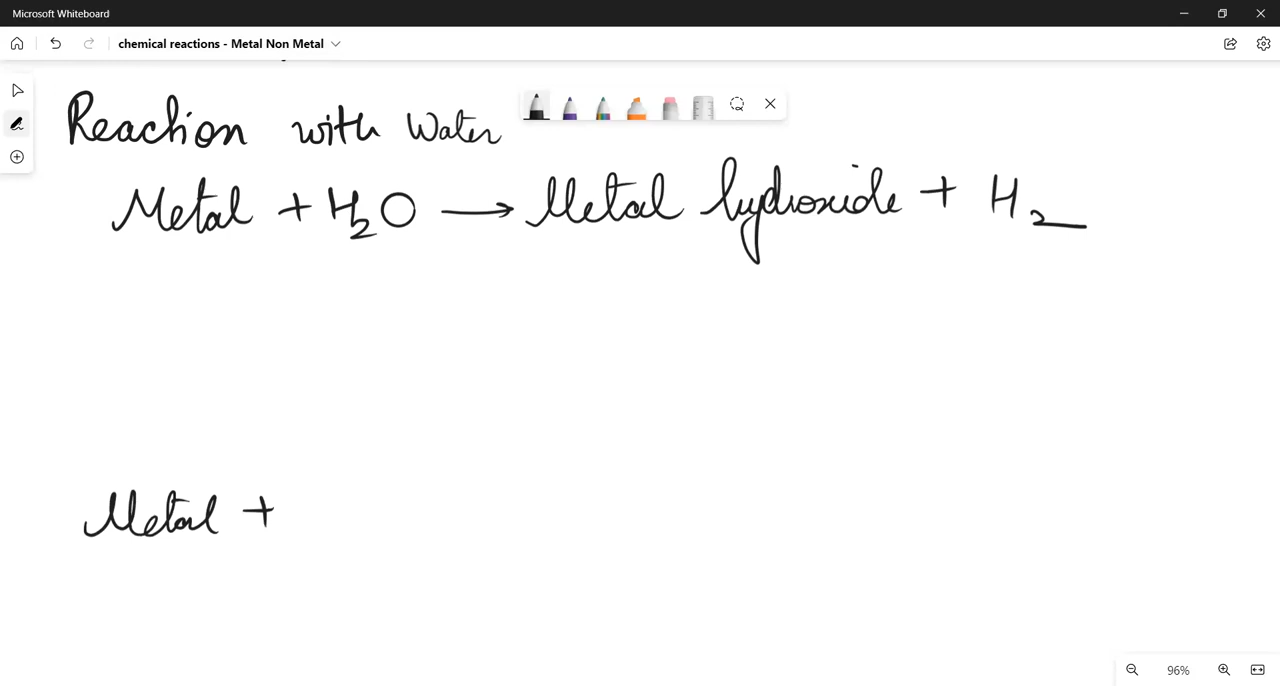 Microsoft Whiteboard
chemical reactions - Metal Non Metal
Reaction with Water
Metal + H₂O → Metal hydroxide + H₂
Metal +
96%